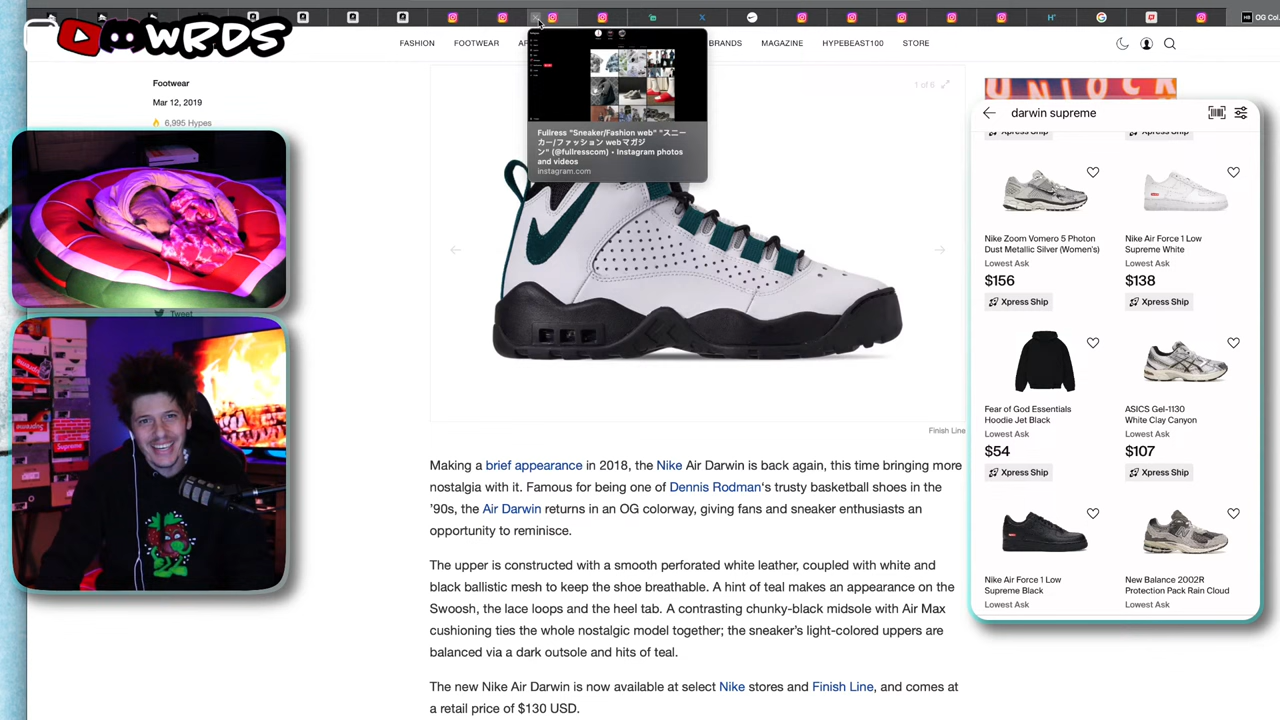 WRDS
HB OG Col.
FASHION FOOTWEAR
BRANDS MAGAZINE HYPEBEAST100 STORE
Footwear
Mar 12, 2019
6,995 Hypes
Tweet
Fullress "Sneaker/Fashion web" "スニー
カー/ファッション webマガジ
ン" (@fullresscom) • Instagram photos
and videos
instagram.com
1 of 6
UNLOCK
Finish Line
Making a brief appearance in 2018, the Nike Air Darwin is back again, this time bringing more
nostalgia with it. Famous for being one of Dennis Rodman's trusty basketball shoes in the
'90s, the Air Darwin returns in an OG colorway, giving fans and sneaker enthusiasts an
opportunity to reminisce.
The upper is constructed with a smooth perforated white leather, coupled with white and
black ballistic mesh to keep the shoe breathable. A hint of teal makes an appearance on the
Swoosh, the lace loops and the heel tab. A contrasting chunky-black midsole with Air Max
cushioning ties the whole nostalgic model together; the sneaker's light-colored uppers are
balanced via a dark outsole and hits of teal.
The new Nike Air Darwin is now available at select Nike stores and Finish Line, and comes at
a retail price of $130 USD.
darwin supreme
Xpress Ship Xpress Ship
Nike Zoom Vomero 5 Photon
Dust Metallic Silver (Women's)
Lowest Ask
$156
Xpress Ship
Nike Air Force 1 Low
Supreme White
Lowest Ask
$138
Xpress Ship
Fear of God Essentials
Hoodie Jet Black
Lowest Ask
$54
Xpress Ship
ASICS Gel-1130
White Clay Canyon
Lowest Ask
$107
Xpress Ship
Nike Air Force 1 Low
Supreme Black
Lowest Ask
New Balance 2002R
Protection Pack Rain Cloud
Lowest Ask
Supreme